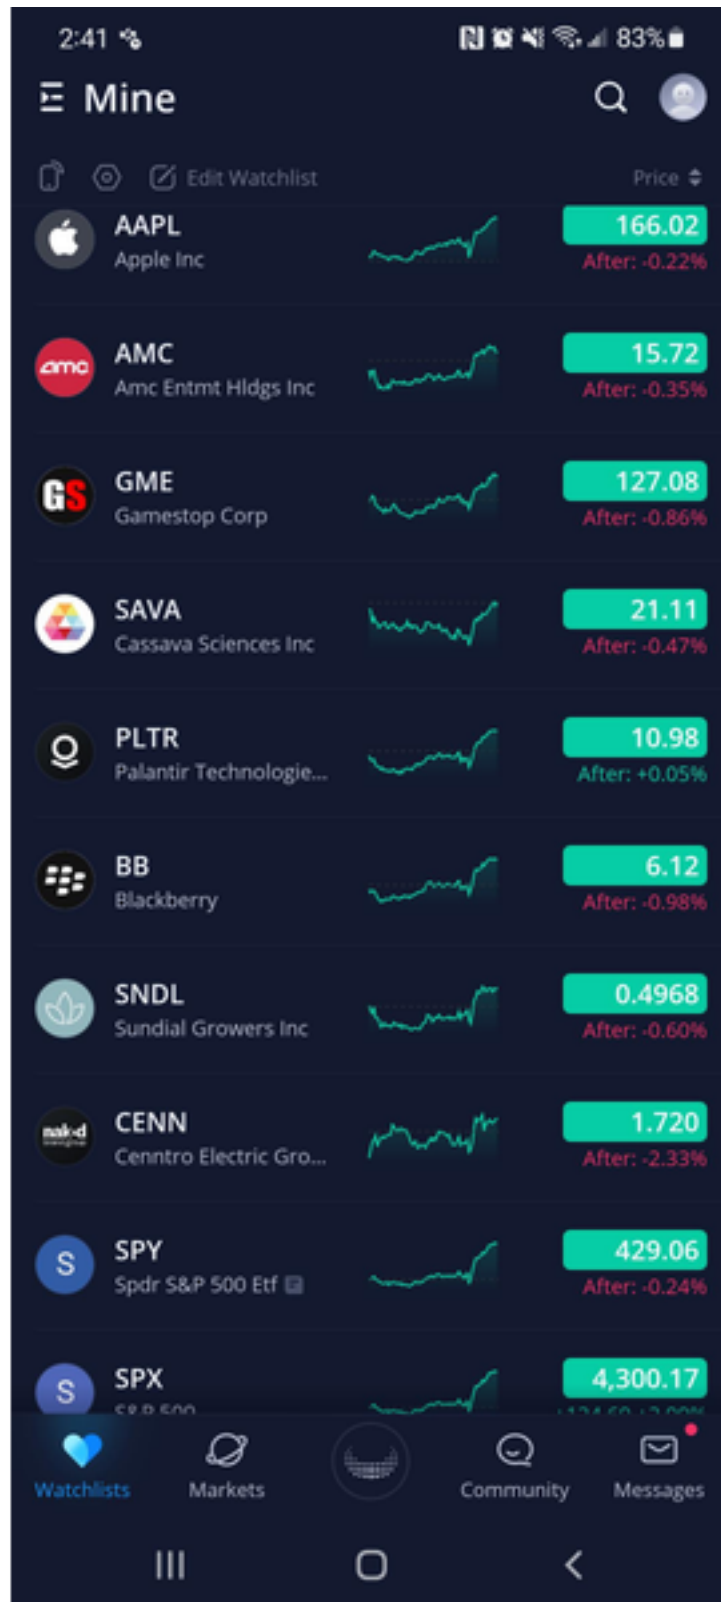 2:41 83%
Mine
Edit Watchlist Price
AAPL 166.02
Apple Inc After: -0.22%
amc AMC 15.72
Amc Entmt Hldgs Inc After: -0.35%
GS GME 127.08
Gamestop Corp After: -0.86%
SAVA 21.11
Cassava Sciences Inc After: -0.47%
PLTR 10.98
Palantir Technologie... After: +0.05%
BB 6.12
Blackberry After: -0.98%
SNDL 0.4968
Sundial Growers Inc After: -0.60%
nak-d CENN 1.720
Cenntro Electric Gro... After: -2.33%
S SPY 429.06
Spdr S&P 500 Etf After: -0.24%
S SPX 4,300.17
S&P 500
Watchlists Markets Community Messages